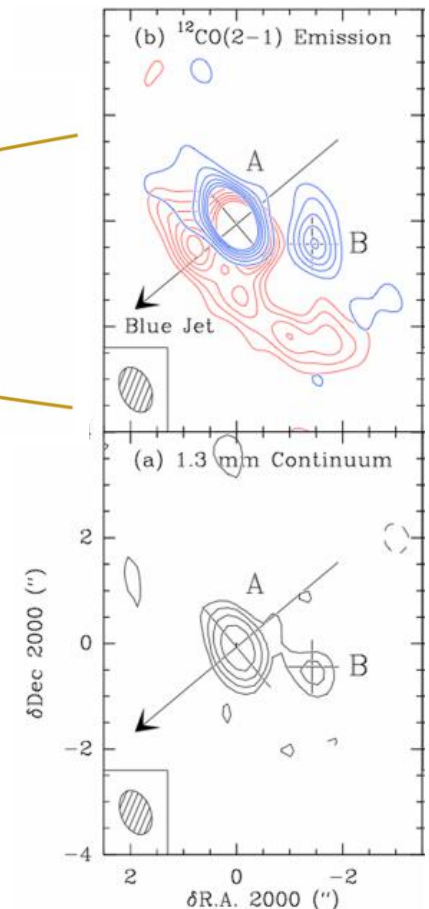 (b) ¹²CO(2−1) Emission
A
B
Blue Jet
(a) 1.3 mm Continuum
A
B
2
0
−2
−4
δDec 2000 (")
2
0
−2
δR.A. 2000 (")